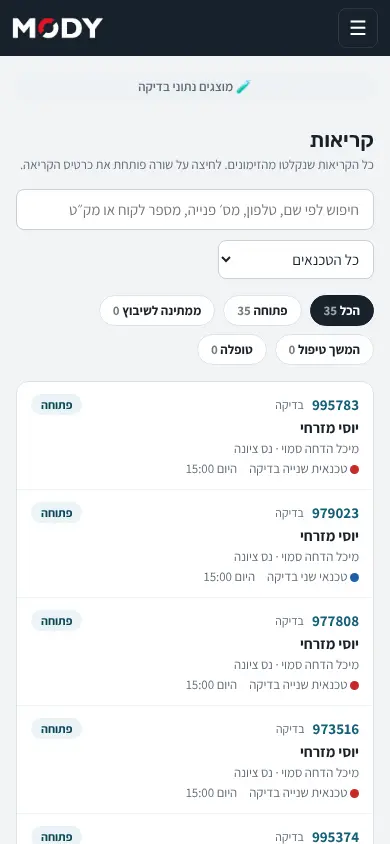 MODY
☰
🧪 מוצגים נתוני בדיקה
קריאות
כל הקריאות שנקלטו מהזימונים. לחיצה על שורה פותחת את כרטיס הקריאה.
חיפוש לפי שם, טלפון, מס׳ פנייה, מספר לקוח או מק״ט
כל הטכנאים
הכל 35 פתוחה 35 ממתינה לשיבוץ 0
המשך טיפול 0 טופלה 0
995783 בדיקה פתוחה
יוסי מזרחי
מיכל הדחה סמוי · נס ציונה
טכנאית שנייה בדיקה היום 15:00
979023 בדיקה פתוחה
יוסי מזרחי
מיכל הדחה סמוי · נס ציונה
טכנאי שני בדיקה היום 15:00
977808 בדיקה פתוחה
יוסי מזרחי
מיכל הדחה סמוי · נס ציונה
טכנאית שנייה בדיקה היום 15:00
973516 בדיקה פתוחה
יוסי מזרחי
מיכל הדחה סמוי · נס ציונה
טכנאית שנייה בדיקה היום 15:00
995374 בדיקה פתוחה